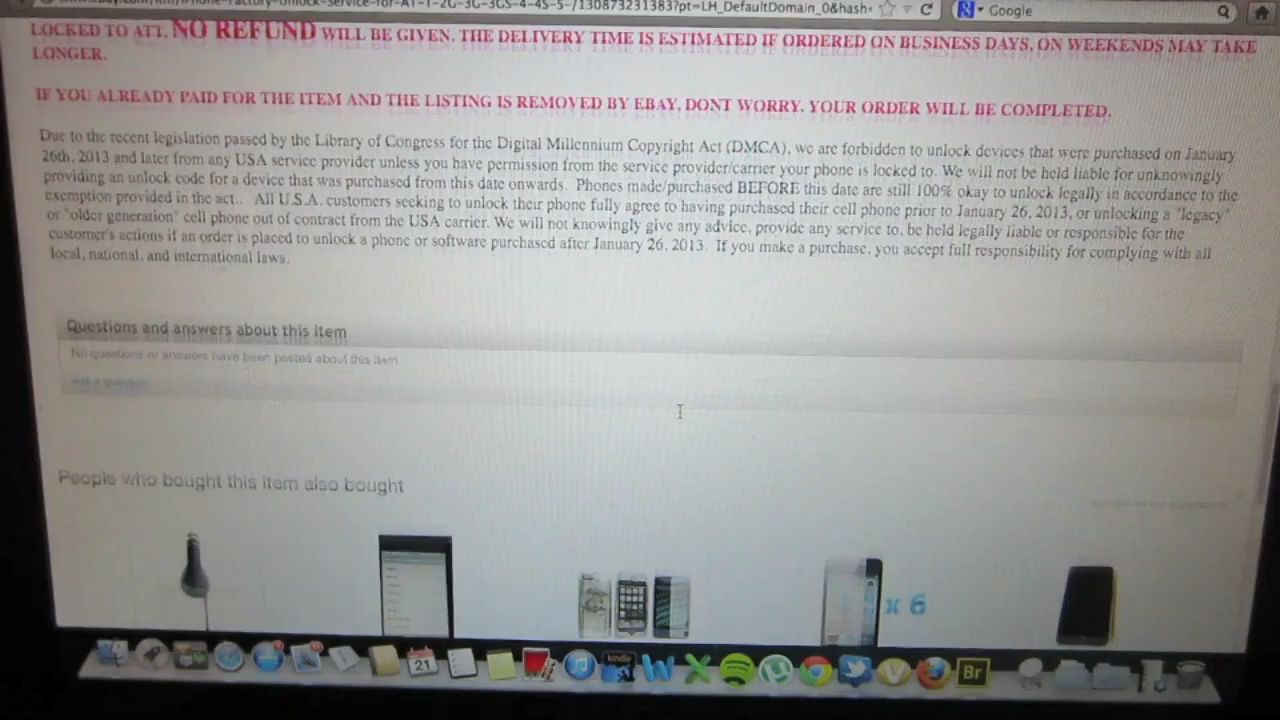 Google
LOCKED TO ATT, NO REFUND WILL BE GIVEN. THE DELIVERY TIME IS ESTIMATED IF ORDERED ON BUSINESS DAYS, ON WEEKENDS MAY TAKE
LONGER.
IF YOU ALREADY PAID FOR THE ITEM AND THE LISTING IS REMOVED BY EBAY, DONT WORRY. YOUR ORDER WILL BE COMPLETED.
Due to the recent legislation passed by the Library of Congress for the Digital Millennium Copyright Act (DMCA), we are forbidden to unlock devices that were purchased on January
26th, 2013 and later from any USA service provider unless you have permission from the service provider/carrier your phone is locked to. We will not be held liable for unknowingly
providing an unlock code for a device that was purchased from this date onwards. Phones made/purchased BEFORE this date are still 100% okay to unlock legally in accordance to the
exemption provided in the act.. All U.S.A. customers seeking to unlock their phone fully agree to having purchased their cell phone prior to January 26, 2013, or unlocking a "legacy"
or "older generation" cell phone out of contract from the USA carrier. We will not knowingly give any advice, provide any service to, be held legally liable or responsible for the
customer's actions if an order is placed to unlock a phone or software purchased after January 26, 2013. If you make a purchase, you accept full responsibility for complying with all
local, national, and international laws.
Questions and answers about this item
No questions or answers have been posted about this item.
Ask a question
People who bought this item also bought
x 6
21
kindle
Br